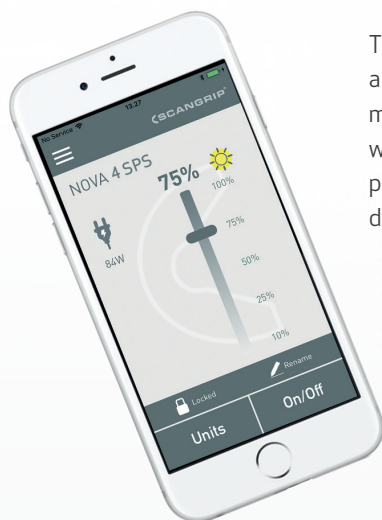 No Service
13.27
SCANGRIP®
NOVA 4 SPS
75%
100%
75%
84W
50%
25%
10%
Locked
Rename
Units
On/Off
T
a
m
w
p
d